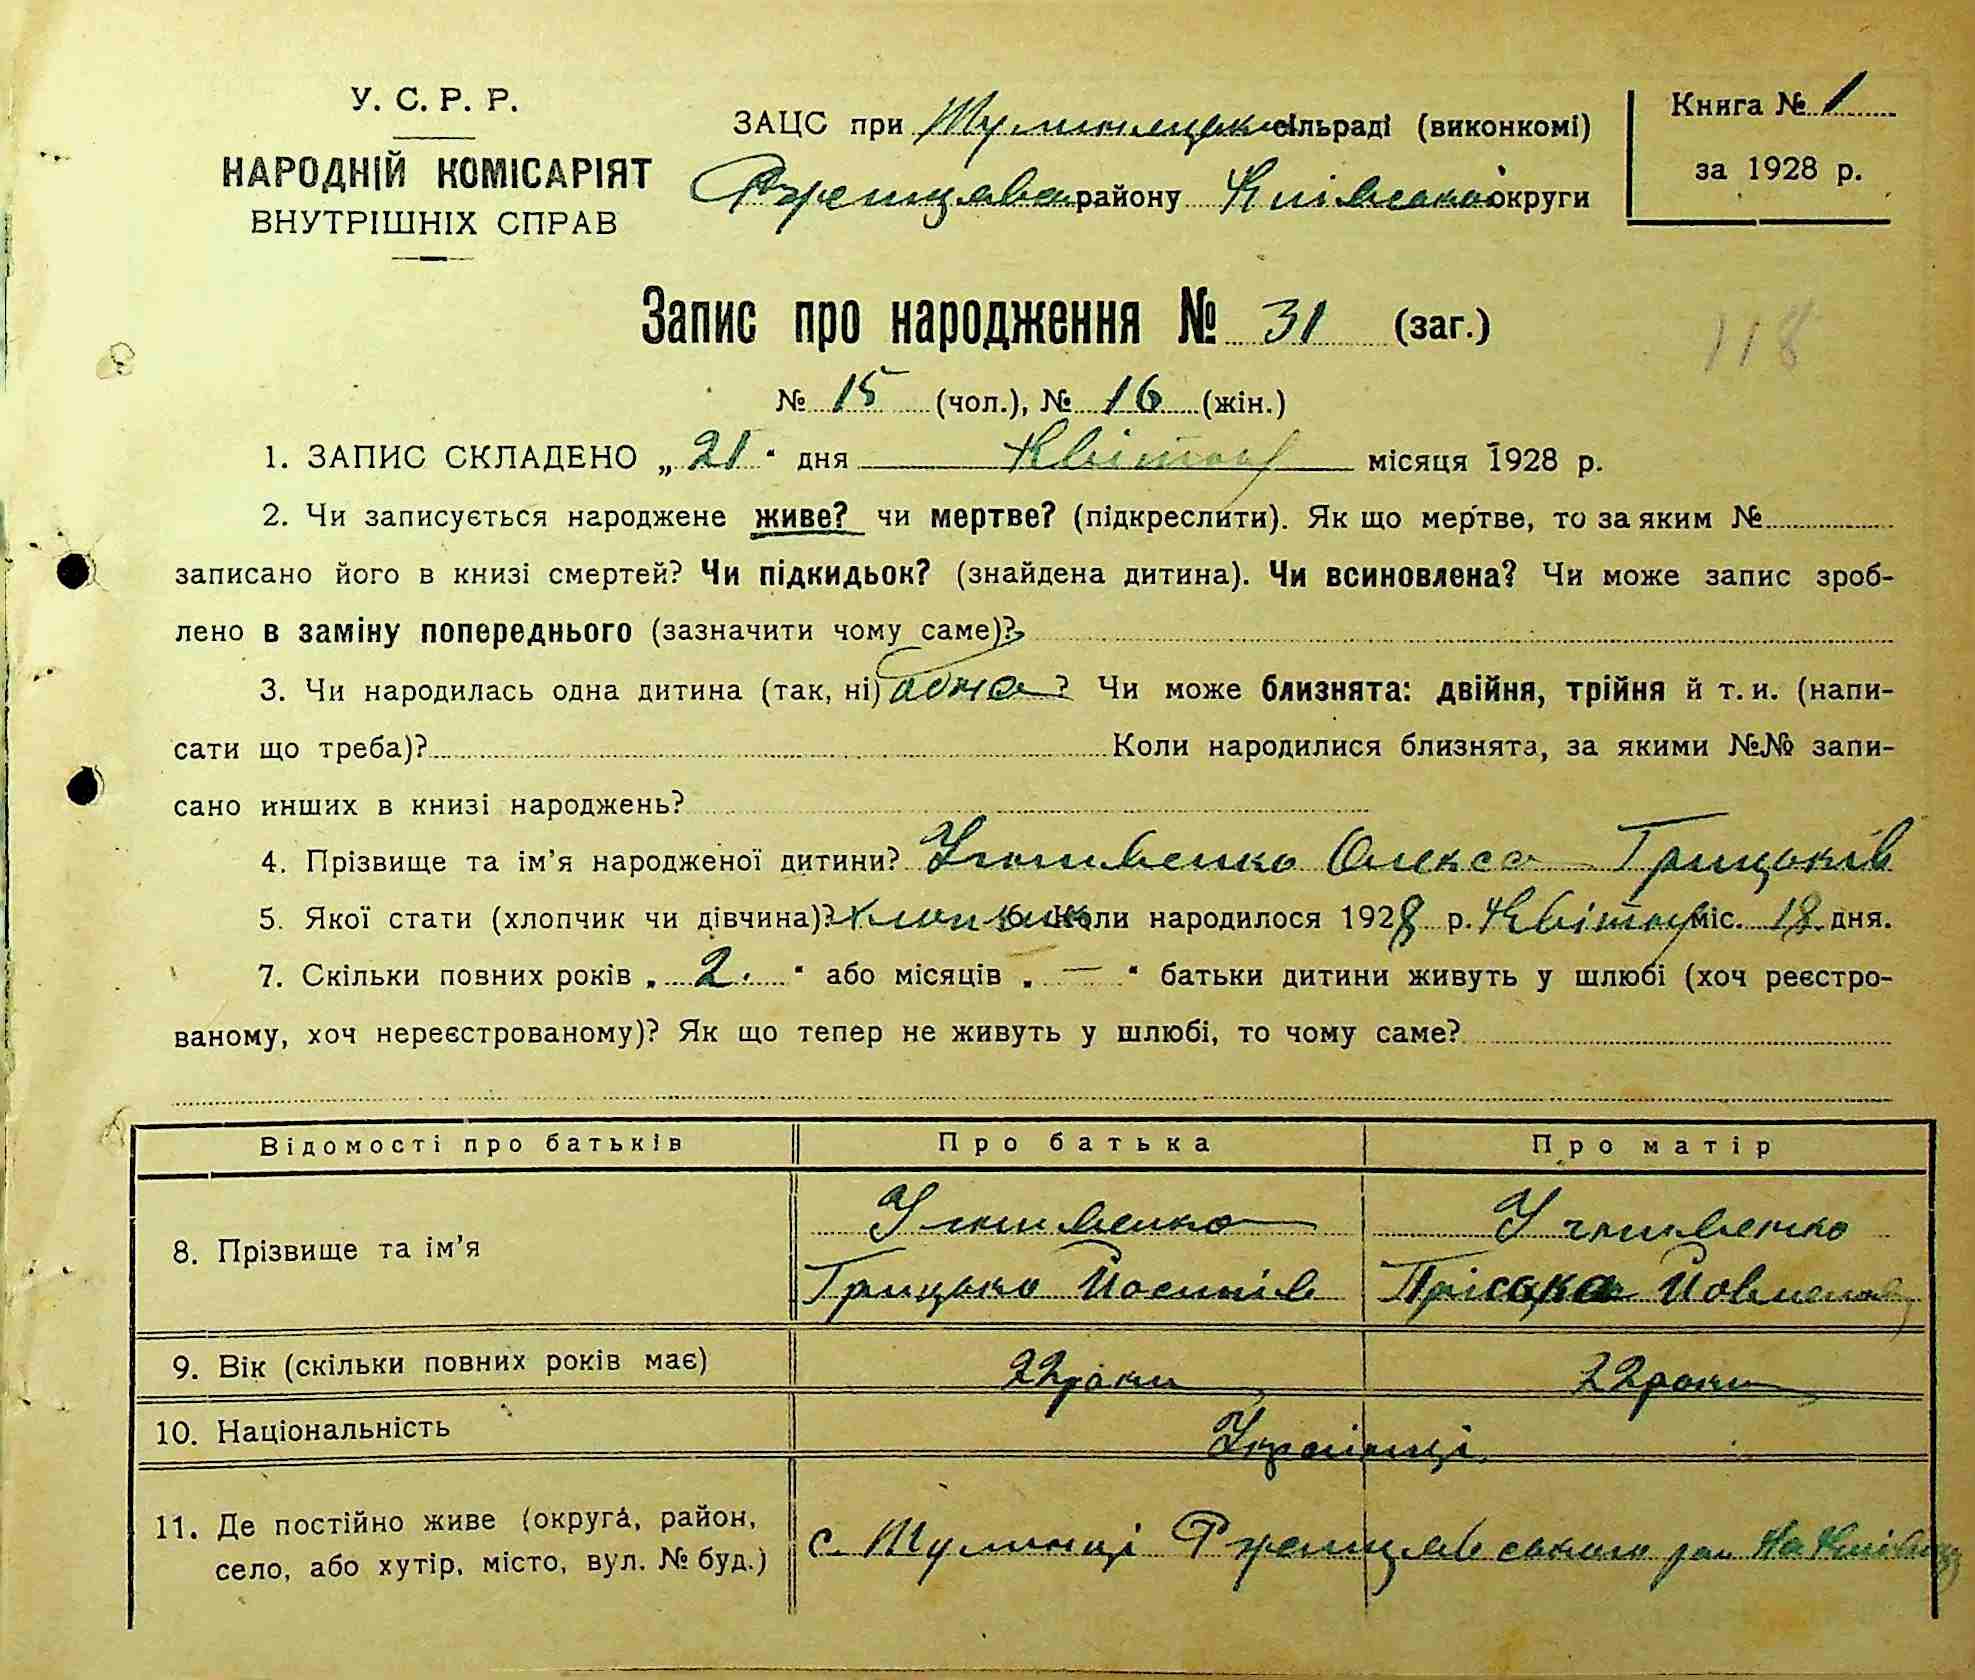 У. С. Р. Р.
НАРОДНІЙ КОМІСАРІЯТ
ВНУТРІШНІХ СПРАВ
ЗАЦС при сільраді (виконкомі)
району Київської округи
Книга № 1
за 1928 р.
Запис про народження № 31 (заг.)
118
№ 15 (чол.), № 16 (жін.)
1. ЗАПИС СКЛАДЕНО „ 21 " дня Квітня місяця 1928 р.
2. Чи записується народжене живе? чи мертве? (підкреслити). Як що мертве, то за яким №
записано його в книзі смертей? Чи підкидьок? (знайдена дитина). Чи всиновлена? Чи може запис зроб-
лено в заміну попереднього (зазначити чому саме)?
3. Чи народилась одна дитина (так, ні) одна ? Чи може близнята: двійня, трійня й т. и. (напи-
сати що треба)? Коли народилися близнята, за якими №№ запи-
сано инших в книзі народжень?
4. Прізвище та ім'я народженої дитини? Олекса Грицьків
5. Якої стати (хлопчик чи дівчина)? хлопчик 6. Коли народилося 1928 р. Квітня міс. 18 дня.
7. Скільки повних років „ 2 " або місяців „ — " батьки дитини живуть у шлюбі (хоч реєстро-
ваному, хоч нереєстрованому)? Як що тепер не живуть у шлюбі, то чому саме?
Відомості про батьків Про батька Про матір
8. Прізвище та ім'я
Грицько Йосипів
9. Вік (скільки повних років має) 22 роки 22 роки
10. Національність Українці
11. Де постійно живе (округа, район,
село, або хутір, місто, вул. № буд.)
с. Ржищівського